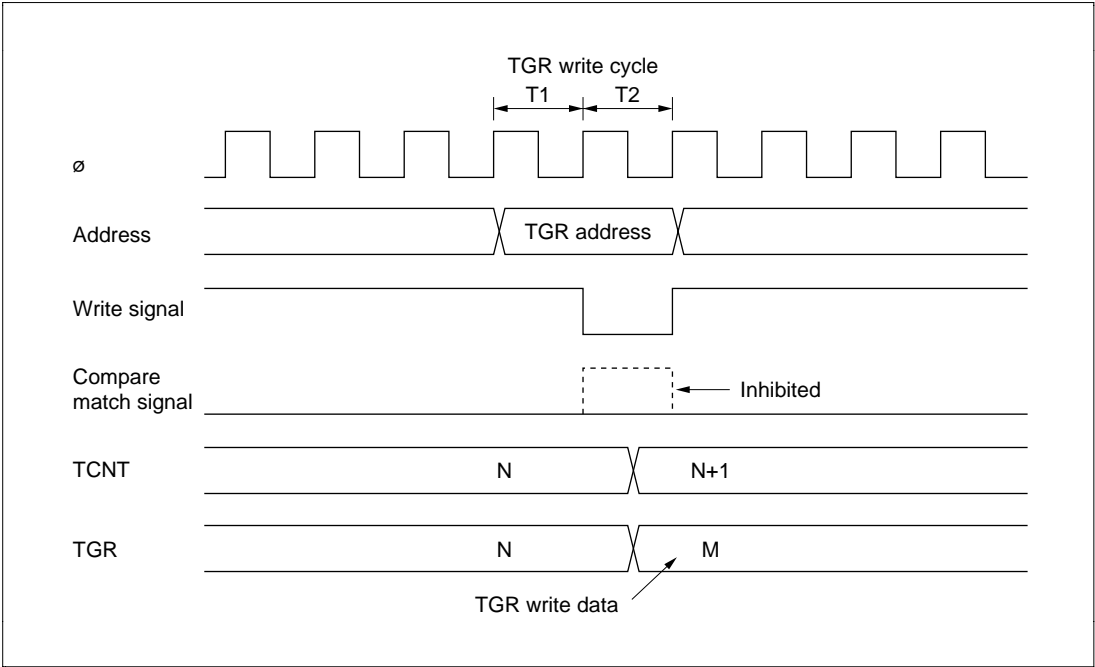 TGR write cycle
T1 T2
ø
Address TGR address
Write signal
Compare
match signal Inhibited
TCNT N N+1
TGR N M
TGR write data